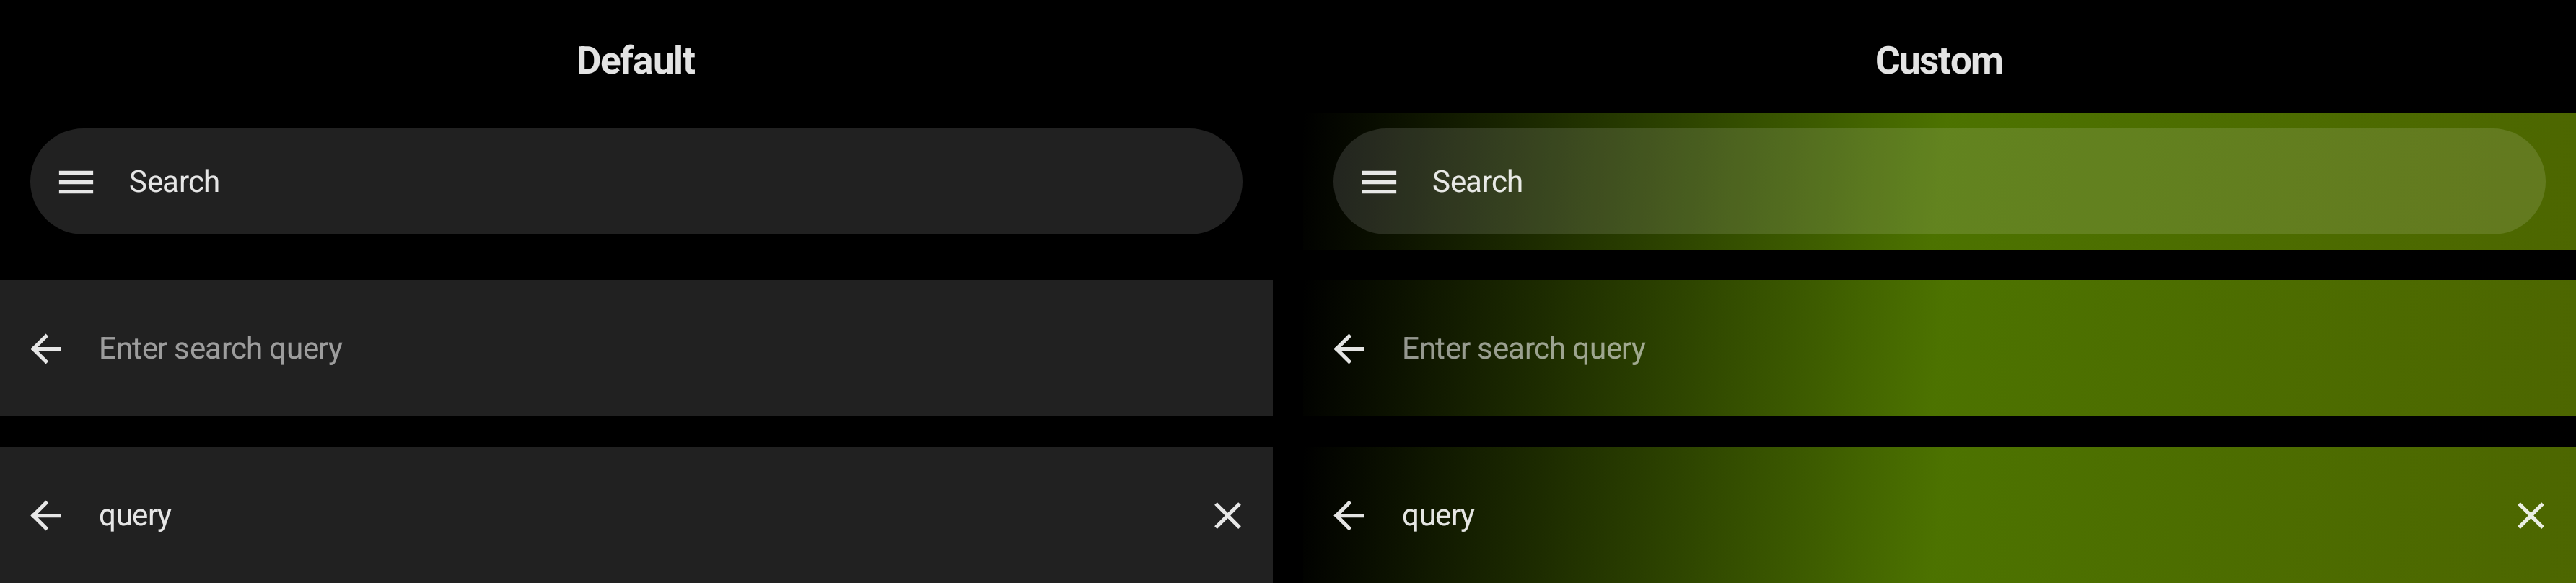 Default
Custom
Search
Search
Enter search query
Enter search query
query
query